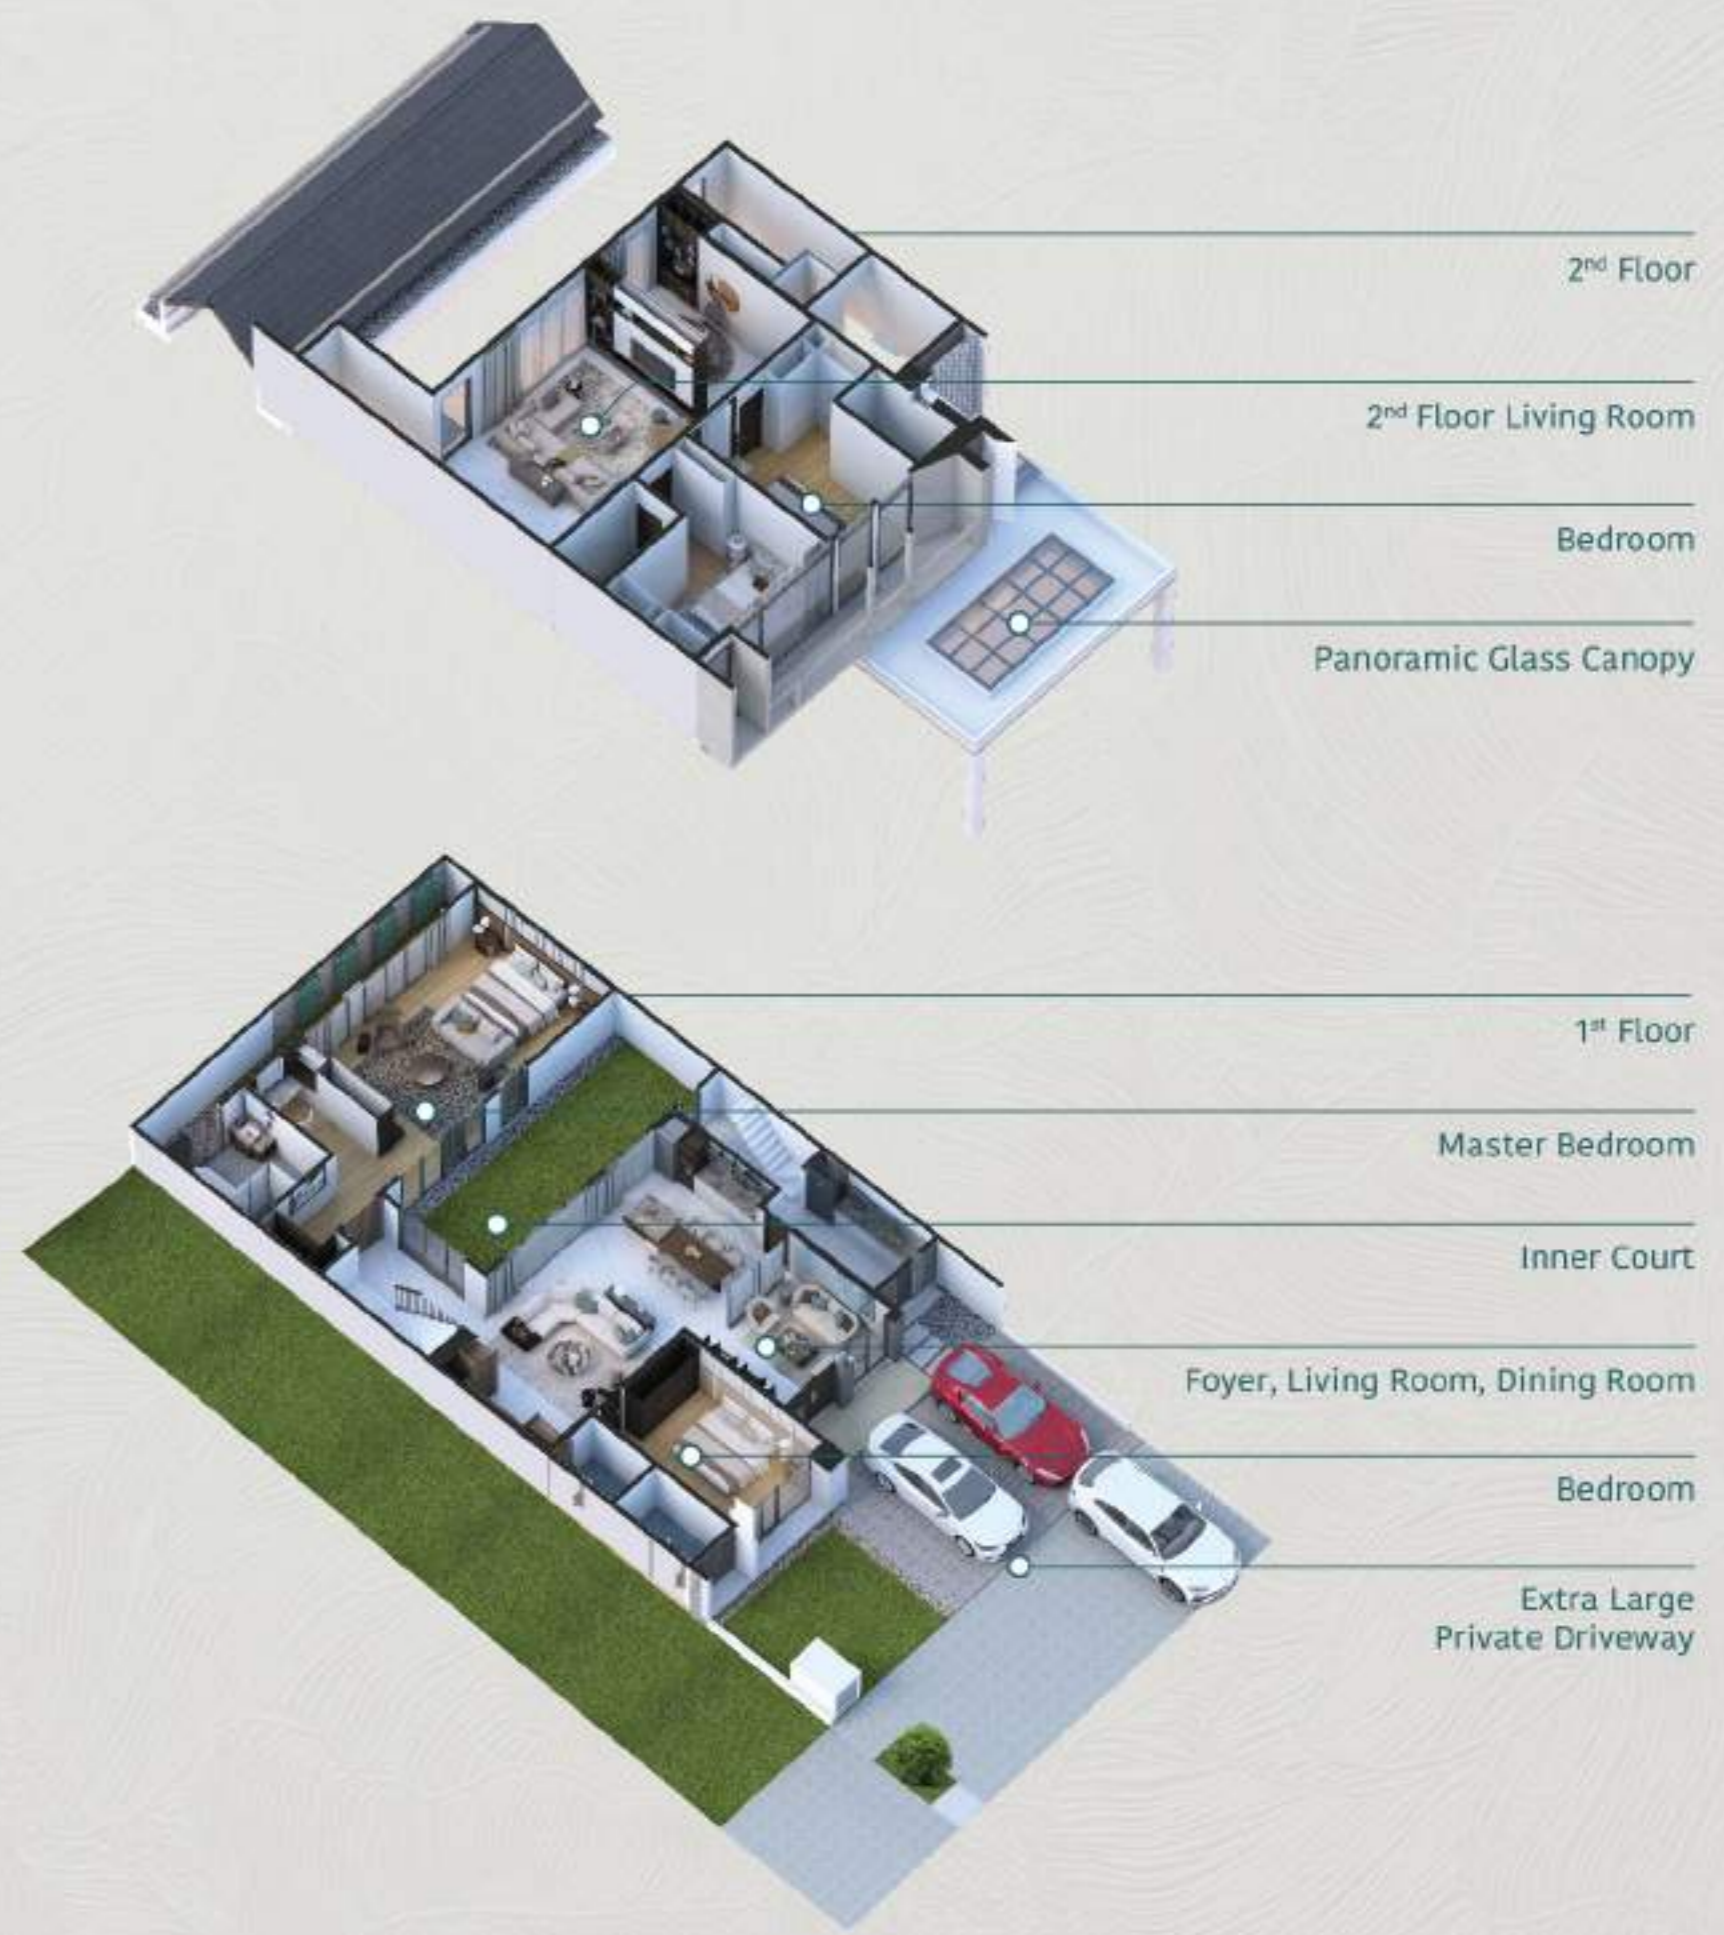 2nd Floor
2nd Floor Living Room
Bedroom
Panoramic Glass Canopy
1st Floor
Master Bedroom
Inner Court
Foyer, Living Room, Dining Room
Bedroom
Extra Large
Private Driveway